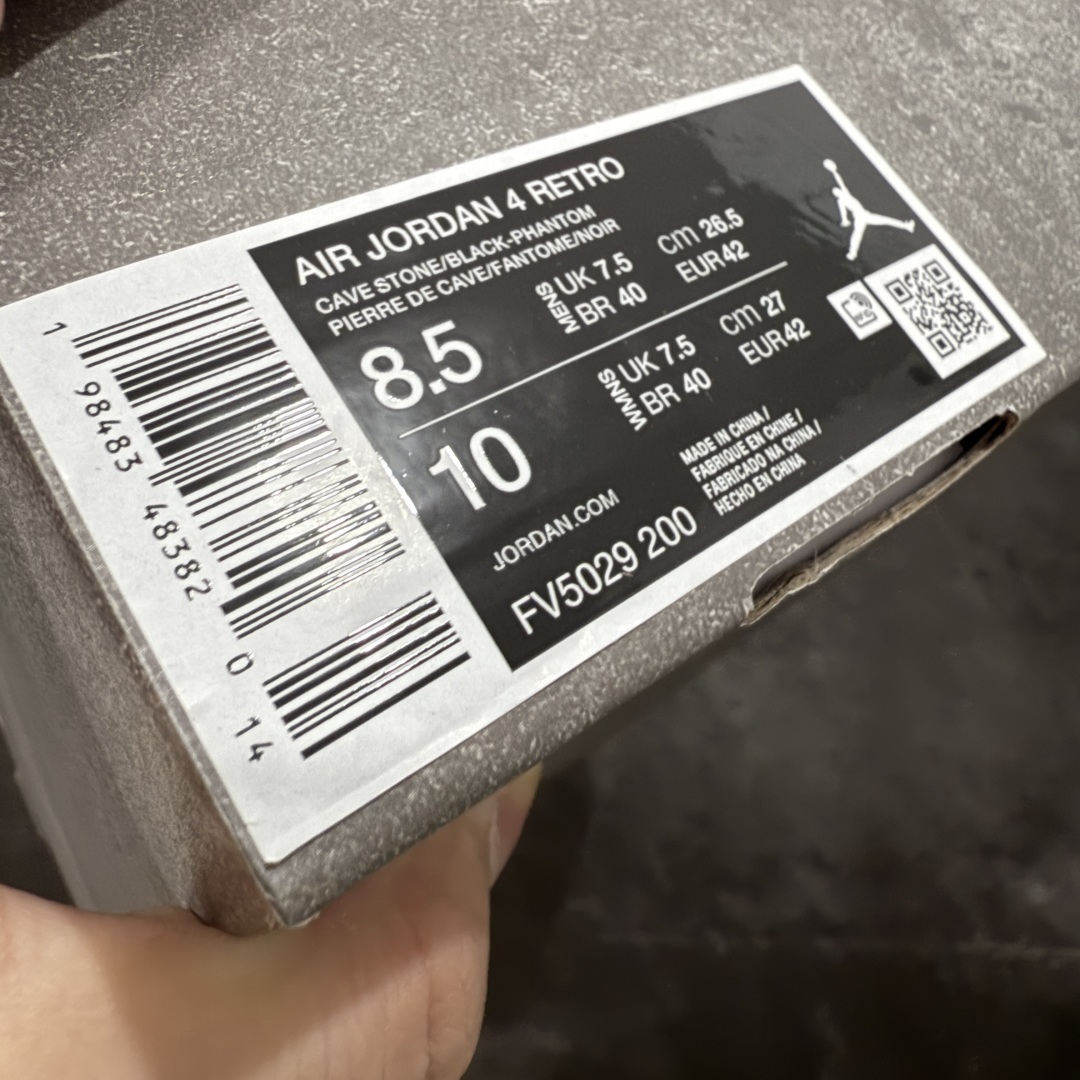 AIR JORDAN 4 RETRO
CAVE STONE/BLACK-PHANTOM
PIERRE DE CAVE/FANTOME/NOIR
8.5
MENS
UK 7.5 cm 26.5
BR 40 EUR 42
10
WMNS
UK 7.5 cm 27
BR 40 EUR 42
JORDAN.COM
MADE IN CHINA /
FABRIQUE EN CHINE /
FABRICADO NA CHINA /
HECHO EN CHINA
FV5029 200
1 98483 48382 0 14